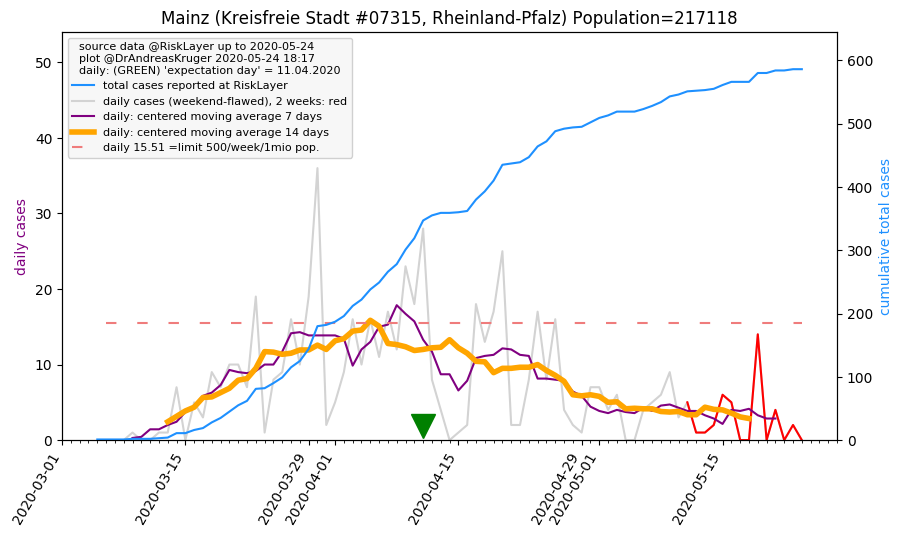 Mainz (Kreisfreie Stadt #07315, Rheinland-Pfalz) Population=217118
source data @RiskLayer up to 2020-05-24
plot @DrAndreasKruger 2020-05-24 18:17
daily: (GREEN) 'expectation day' = 11.04.2020
total cases reported at RiskLayer
daily cases (weekend-flawed), 2 weeks: red
daily: centered moving average 7 days
daily: centered moving average 14 days
daily 15.51 =limit 500/week/1mio pop.
daily cases
50
40
30
20
10
0
cumulative total cases
600
500
400
300
200
100
0
2020-03-01
2020-03-15
2020-03-29
2020-04-01
2020-04-15
2020-04-29
2020-05-01
2020-05-15